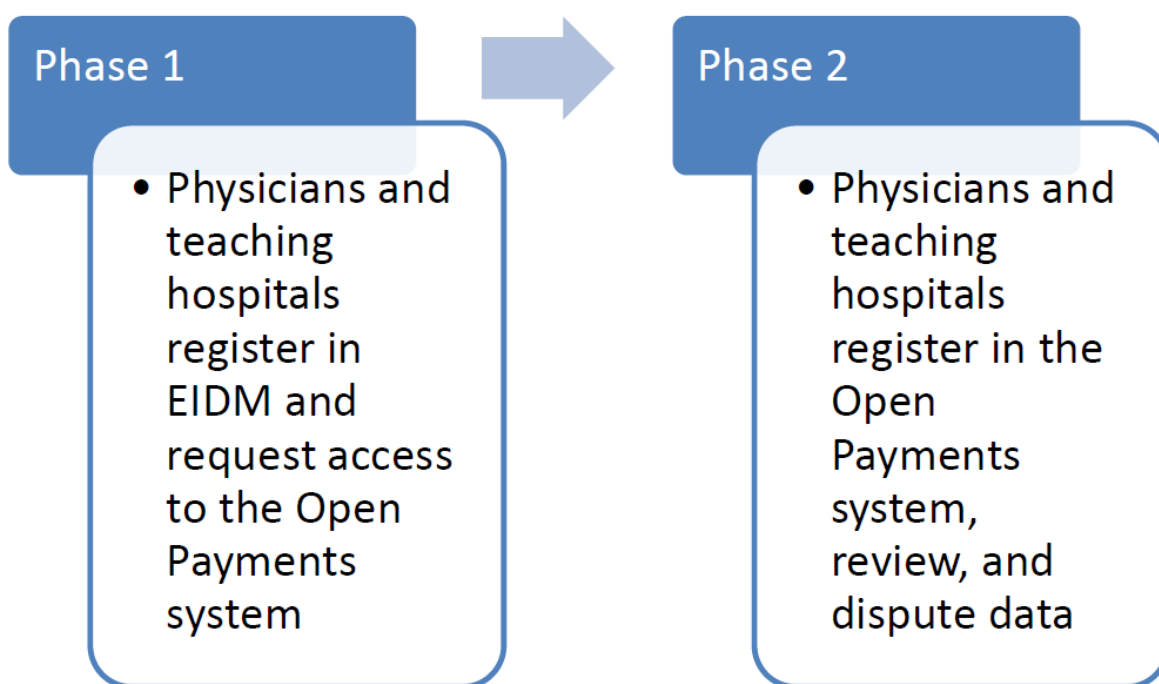 Phase 1
• Physicians and
teaching
hospitals
register in
EIDM and
request access
to the Open
Payments
system
Phase 2
• Physicians and
teaching
hospitals
register in the
Open
Payments
system,
review, and
dispute data